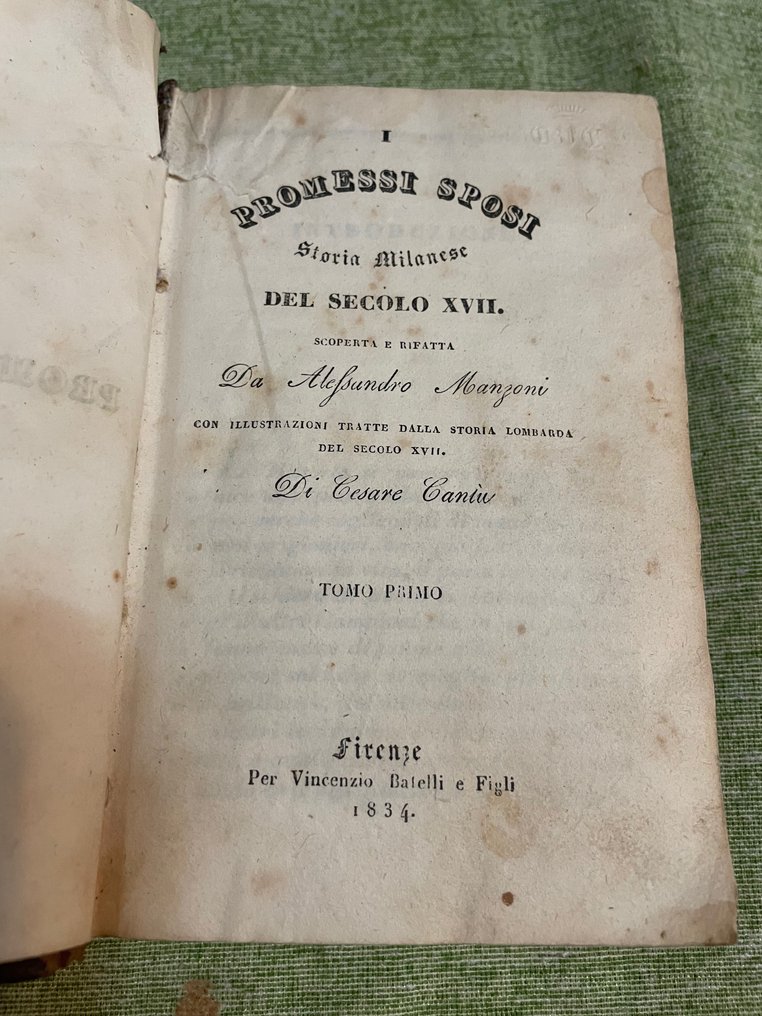 I
PROMESSI SPOSI
Storia Milanese
DEL SECOLO XVII.
SCOPERTA E RIFATTA
Da Alessandro Manzoni
CON ILLUSTRAZIONI TRATTE DALLA STORIA LOMBARDA
DEL SECOLO XVII.
Di Cesare Cantù
TOMO PRIMO
Firenze
Per Vincenzio Batelli e Figli
1834.